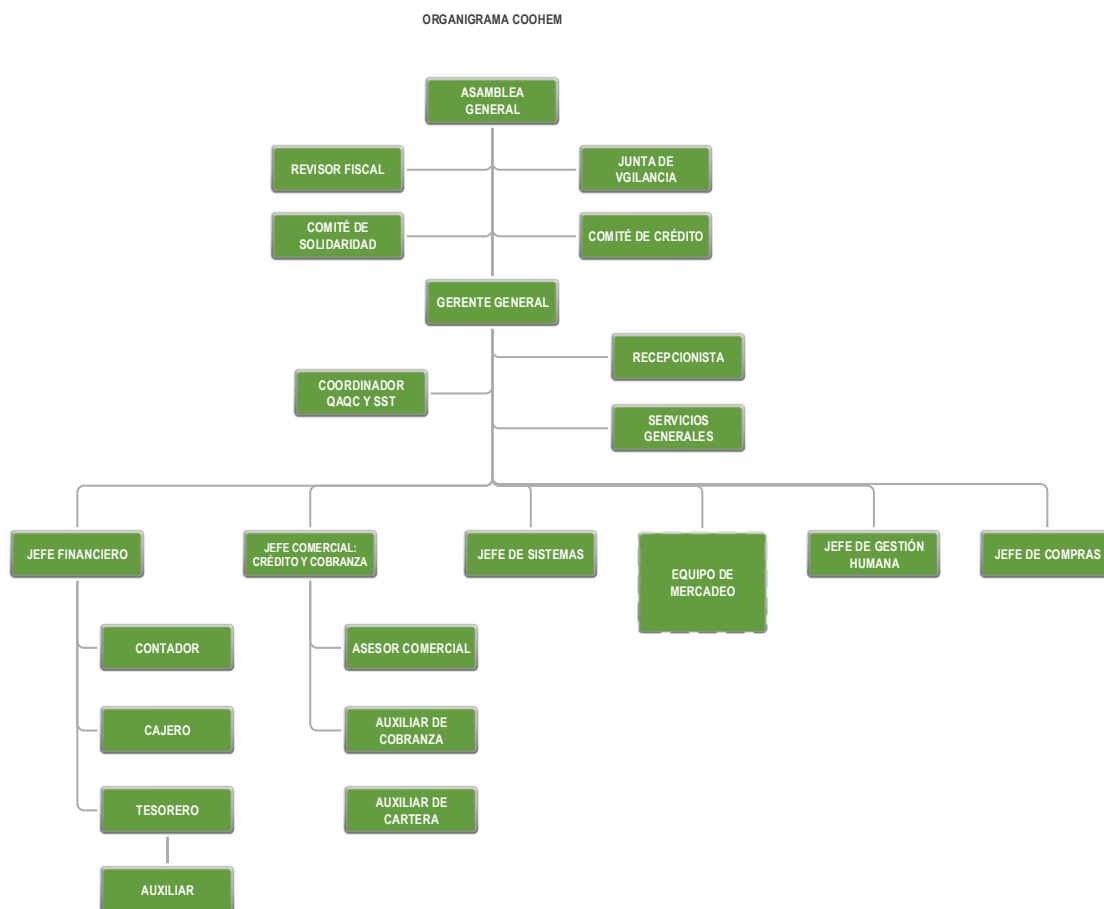 ORGANIGRAMA COOHEM
ASAMBLEA
GENERAL
REVISOR FISCAL
JUNTA DE
VGILANCIA
COMITÉ DE
SOLIDARIDAD
COMITÉ DE CRÉDITO
GERENTE GENERAL
RECEPCIONISTA
COORDINADOR
QAQC Y SST
SERVICIOS
GENERALES
JEFE FINANCIERO
JEFE COMERCIAL:
CRÉDITO Y COBRANZA
JEFE DE SISTEMAS
EQUIPO DE
MERCADEO
JEFE DE GESTIÓN
HUMANA
JEFE DE COMPRAS
CONTADOR
ASESOR COMERCIAL
CAJERO
AUXILIAR DE
COBRANZA
TESORERO
AUXILIAR DE
CARTERA
AUXILIAR